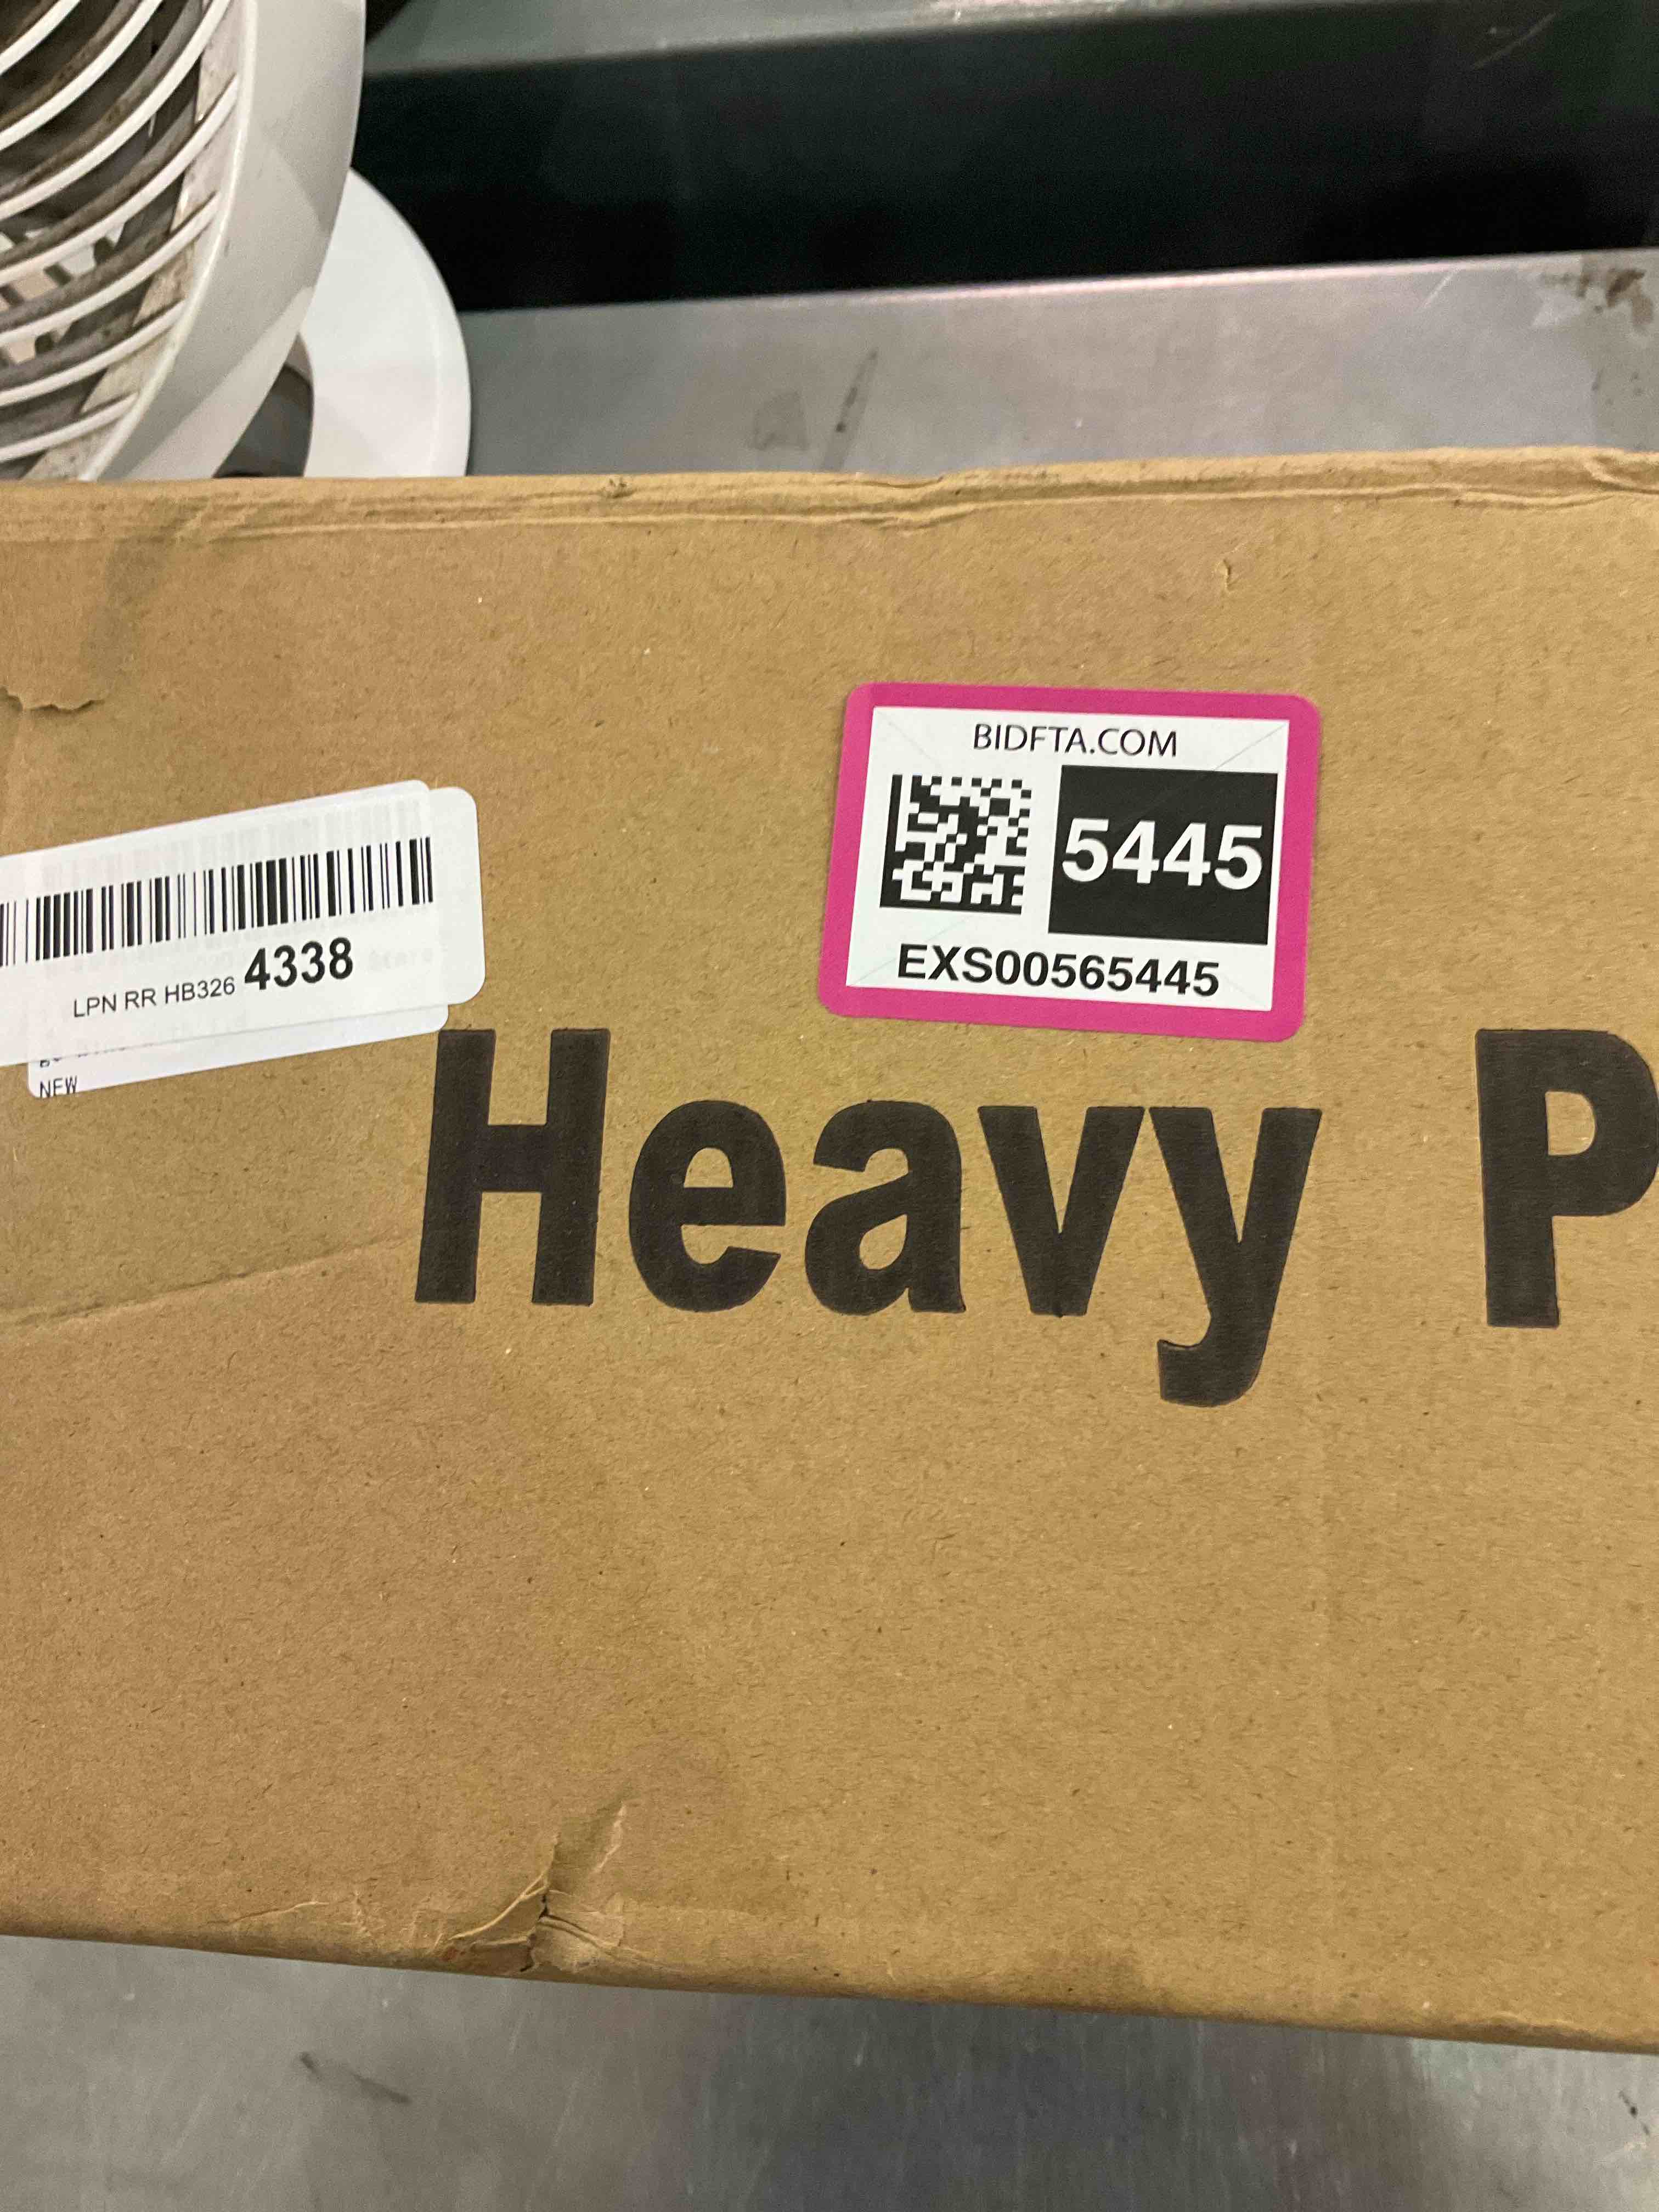 BIDFTA.COM
5445
EXS00565445
LPN RR HB326 4338
NEW
Heavy P